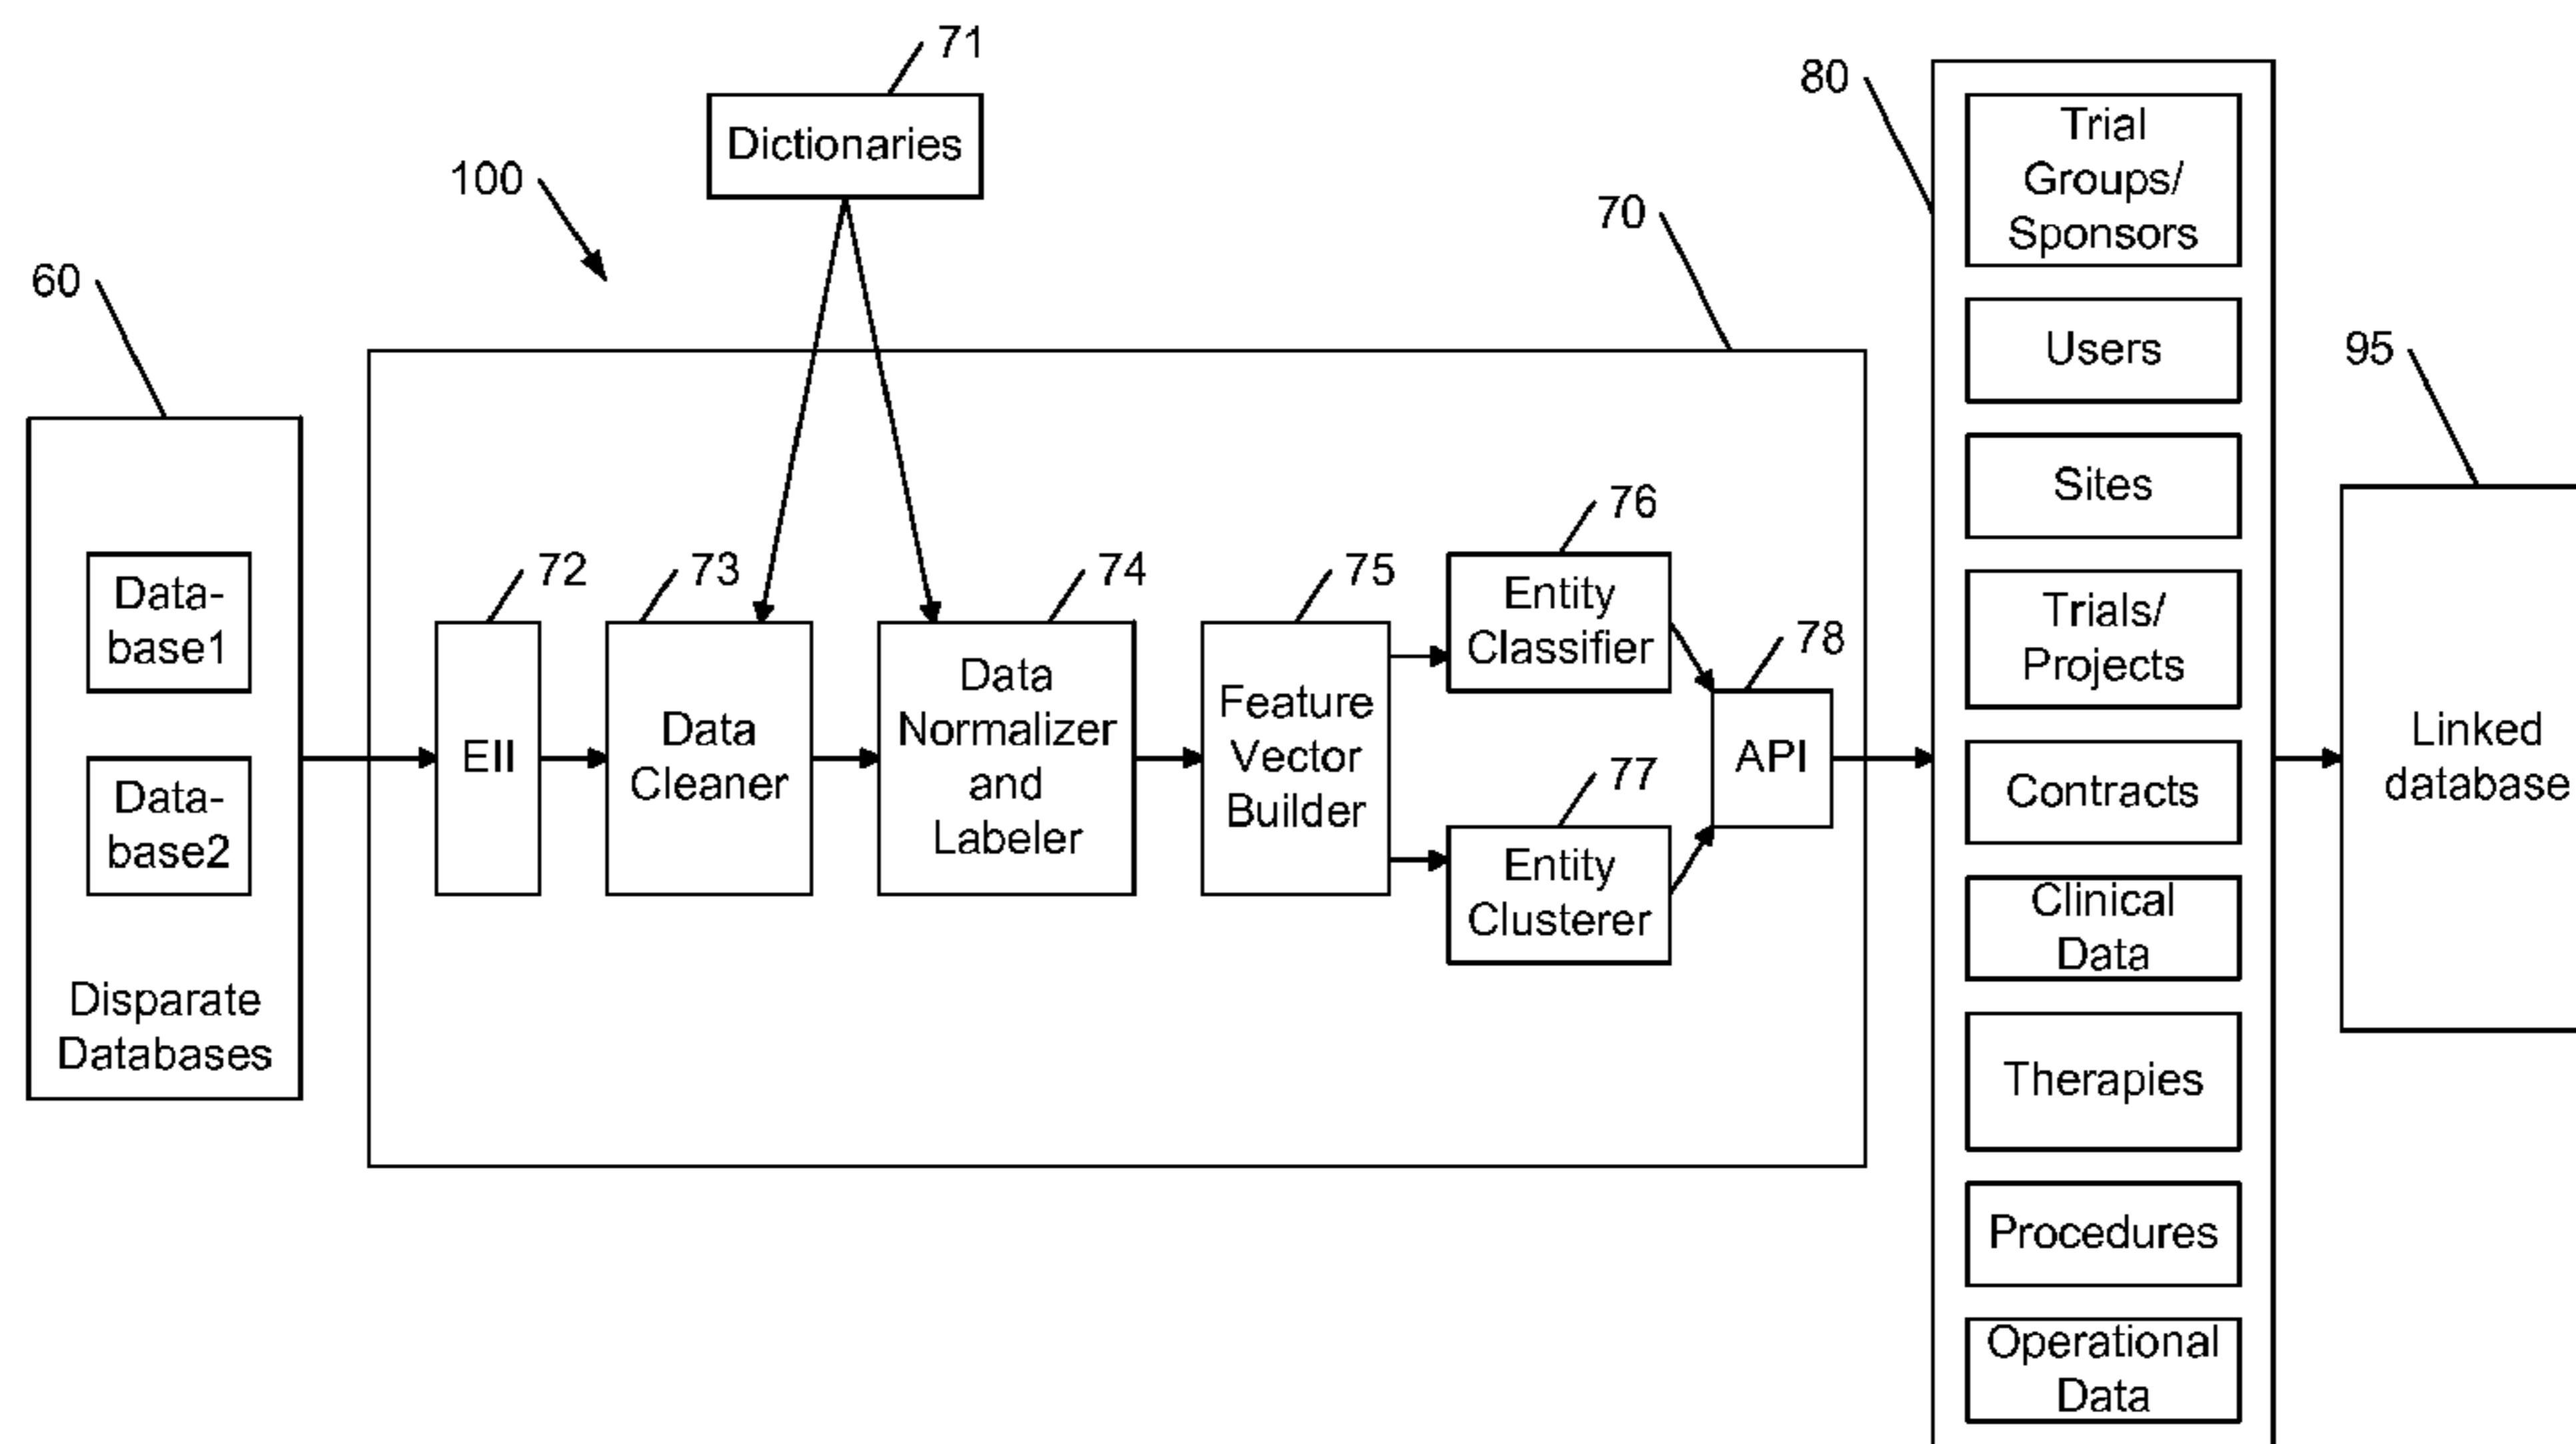 71
Dictionaries
100
60
Data-
base1
Data-
base2
Disparate
Databases
70
72
EII
73
Data
Cleaner
74
Data
Normalizer
and
Labeler
75
Feature
Vector
Builder
76
Entity
Classifier
77
Entity
Clusterer
78
API
80
Trial
Groups/
Sponsors
Users
Sites
Trials/
Projects
Contracts
Clinical
Data
Therapies
Procedures
Operational
Data
95
Linked
database